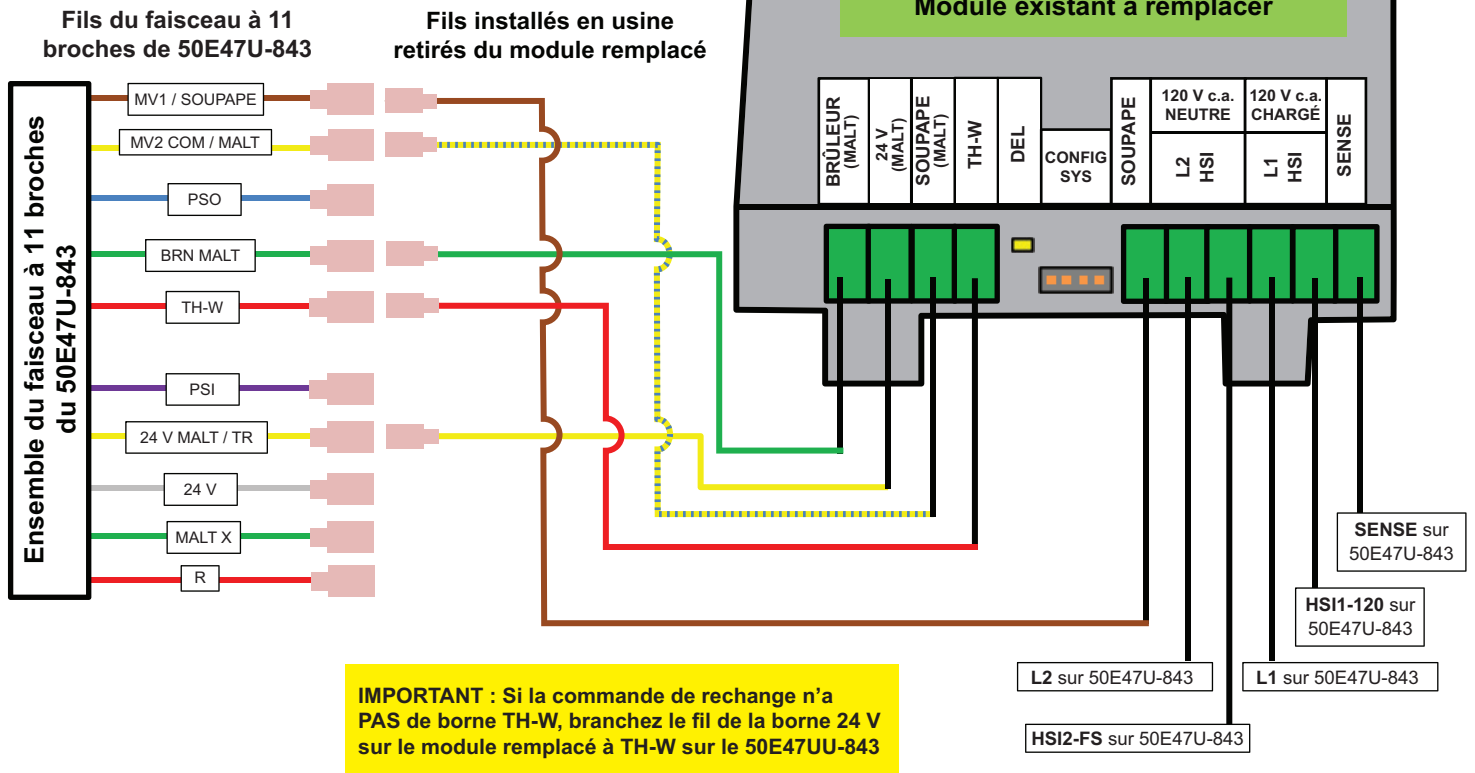 Fils du faisceau à 11
broches de 50E47U-843
Fils installés en usine
retirés du module remplacé
Module existant à remplacer
Ensemble du faisceau à 11 broches
du 50E47U-843
MV1 / SOUPAPE
MV2 COM / MALT
PSO
BRN MALT
TH-W
PSI
24 V MALT / TR
24 V
MALT X
R
BRÛLEUR
(MALT)
24 V
(MALT)
SOUPAPE
(MALT)
TH-W
DEL
CONFIG
SYS
SOUPAPE
120 V c.a.
NEUTRE
L2
HSI
120 V c.a.
CHARGÉ
L1
HSI
SENSE
SENSE sur
50E47U-843
HSI1-120 sur
50E47U-843
L2 sur 50E47U-843
L1 sur 50E47U-843
HSI2-FS sur 50E47U-843
IMPORTANT : Si la commande de rechange n'a
PAS de borne TH-W, branchez le fil de la borne 24 V
sur le module remplacé à TH-W sur le 50E47UU-843